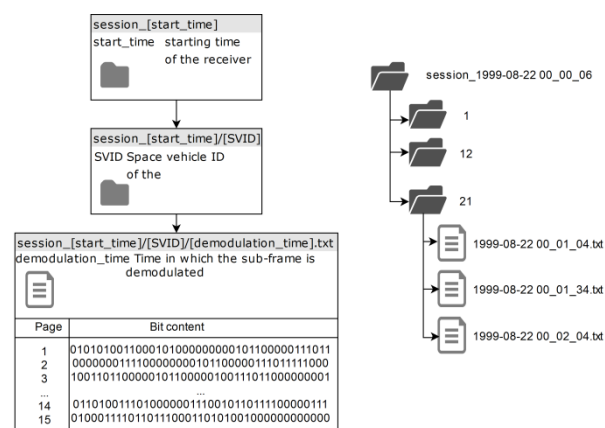 session_[start_time]
start_time starting time
of the receiver
session_[start_time]/[SVID]
SVID Space vehicle ID
of the
session_[start_time]/[SVID]/[demodulation_time].txt
demodulation_time Time in which the sub-frame is
demodulated
Page Bit content
1 01010100110001010000000000101100000111011
2 0000000111100000000101100000111011111000
3 1001101100000101100000100111011000000001
... ...
14 0110100111010000011100101101111100000111
15 0100011110110111000110101001000000000000
session_1999-08-22 00_00_06
1
12
21
1999-08-22 00_01_04.txt
1999-08-22 00_01_34.txt
1999-08-22 00_02_04.txt